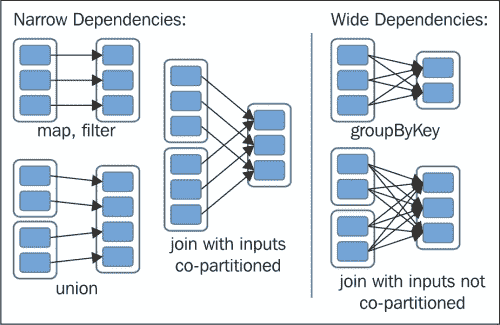 Narrow Dependencies:
map, filter
union
join with inputs
co-partitioned
Wide Dependencies:
groupByKey
join with inputs not
co-partitioned